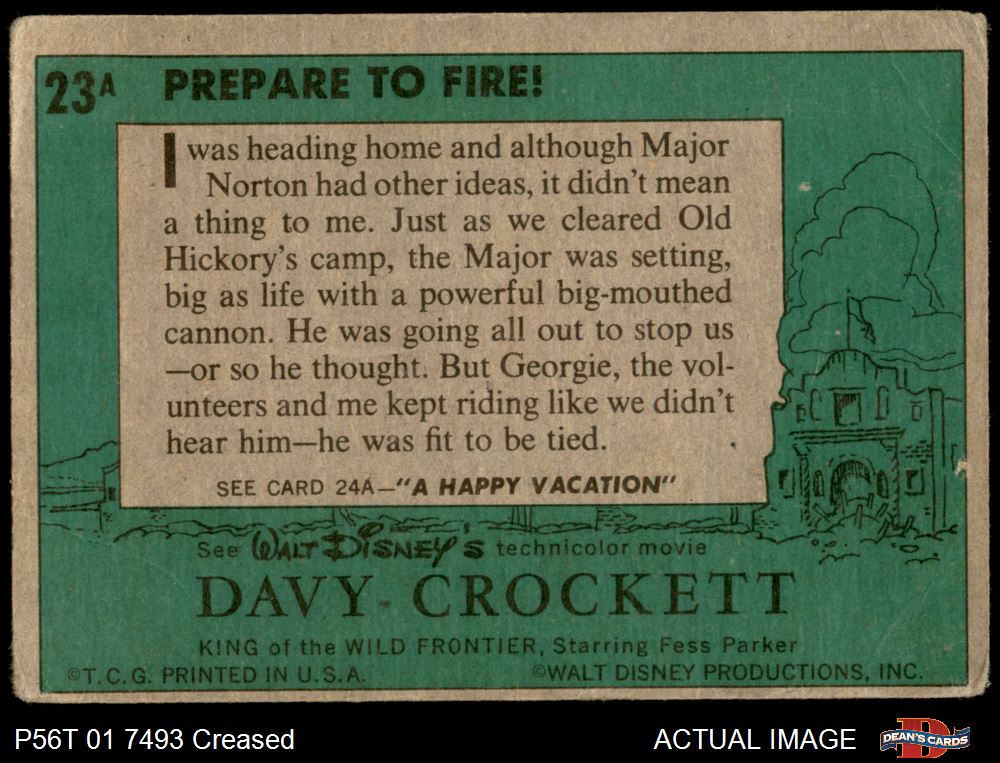 23A PREPARE TO FIRE!
I was heading home and although Major
Norton had other ideas, it didn't mean
a thing to me. Just as we cleared Old
Hickory's camp, the Major was setting,
big as life with a powerful big-mouthed
cannon. He was going all out to stop us
—or so he thought. But Georgie, the vol-
unteers and me kept riding like we didn't
hear him—he was fit to be tied.
SEE CARD 24A—"A HAPPY VACATION"
See WALT DISNEY'S technicolor movie
DAVY CROCKETT
KING of the WILD FRONTIER, Starring Fess Parker
©T.C.G. PRINTED IN U.S.A. ©WALT DISNEY PRODUCTIONS, INC.
P56T 01 7493 Creased ACTUAL IMAGE DEAN'S CARDS